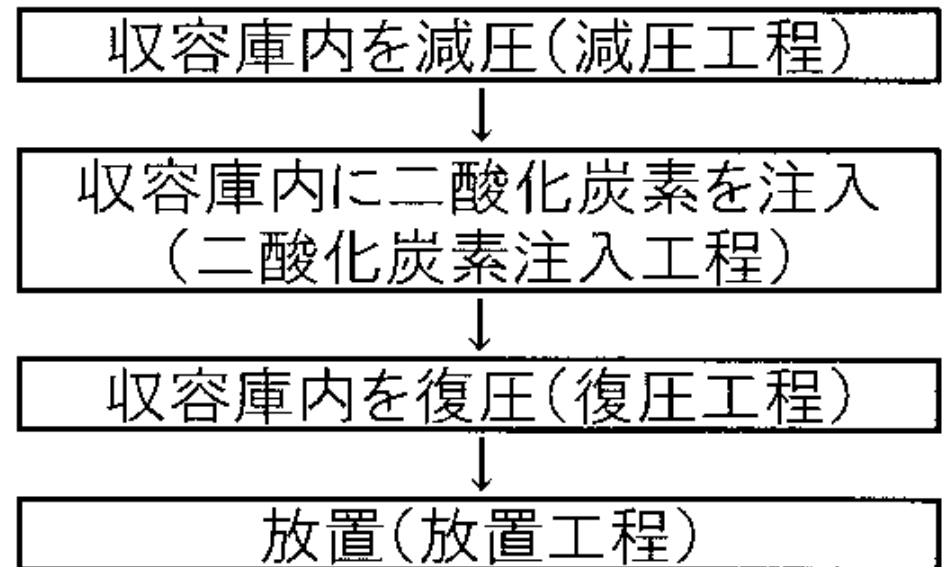 収容庫内を減圧(減圧工程)
↓
収容庫内に二酸化炭素を注入
(二酸化炭素注入工程)
↓
収容庫内を復圧(復圧工程)
↓
放置(放置工程)